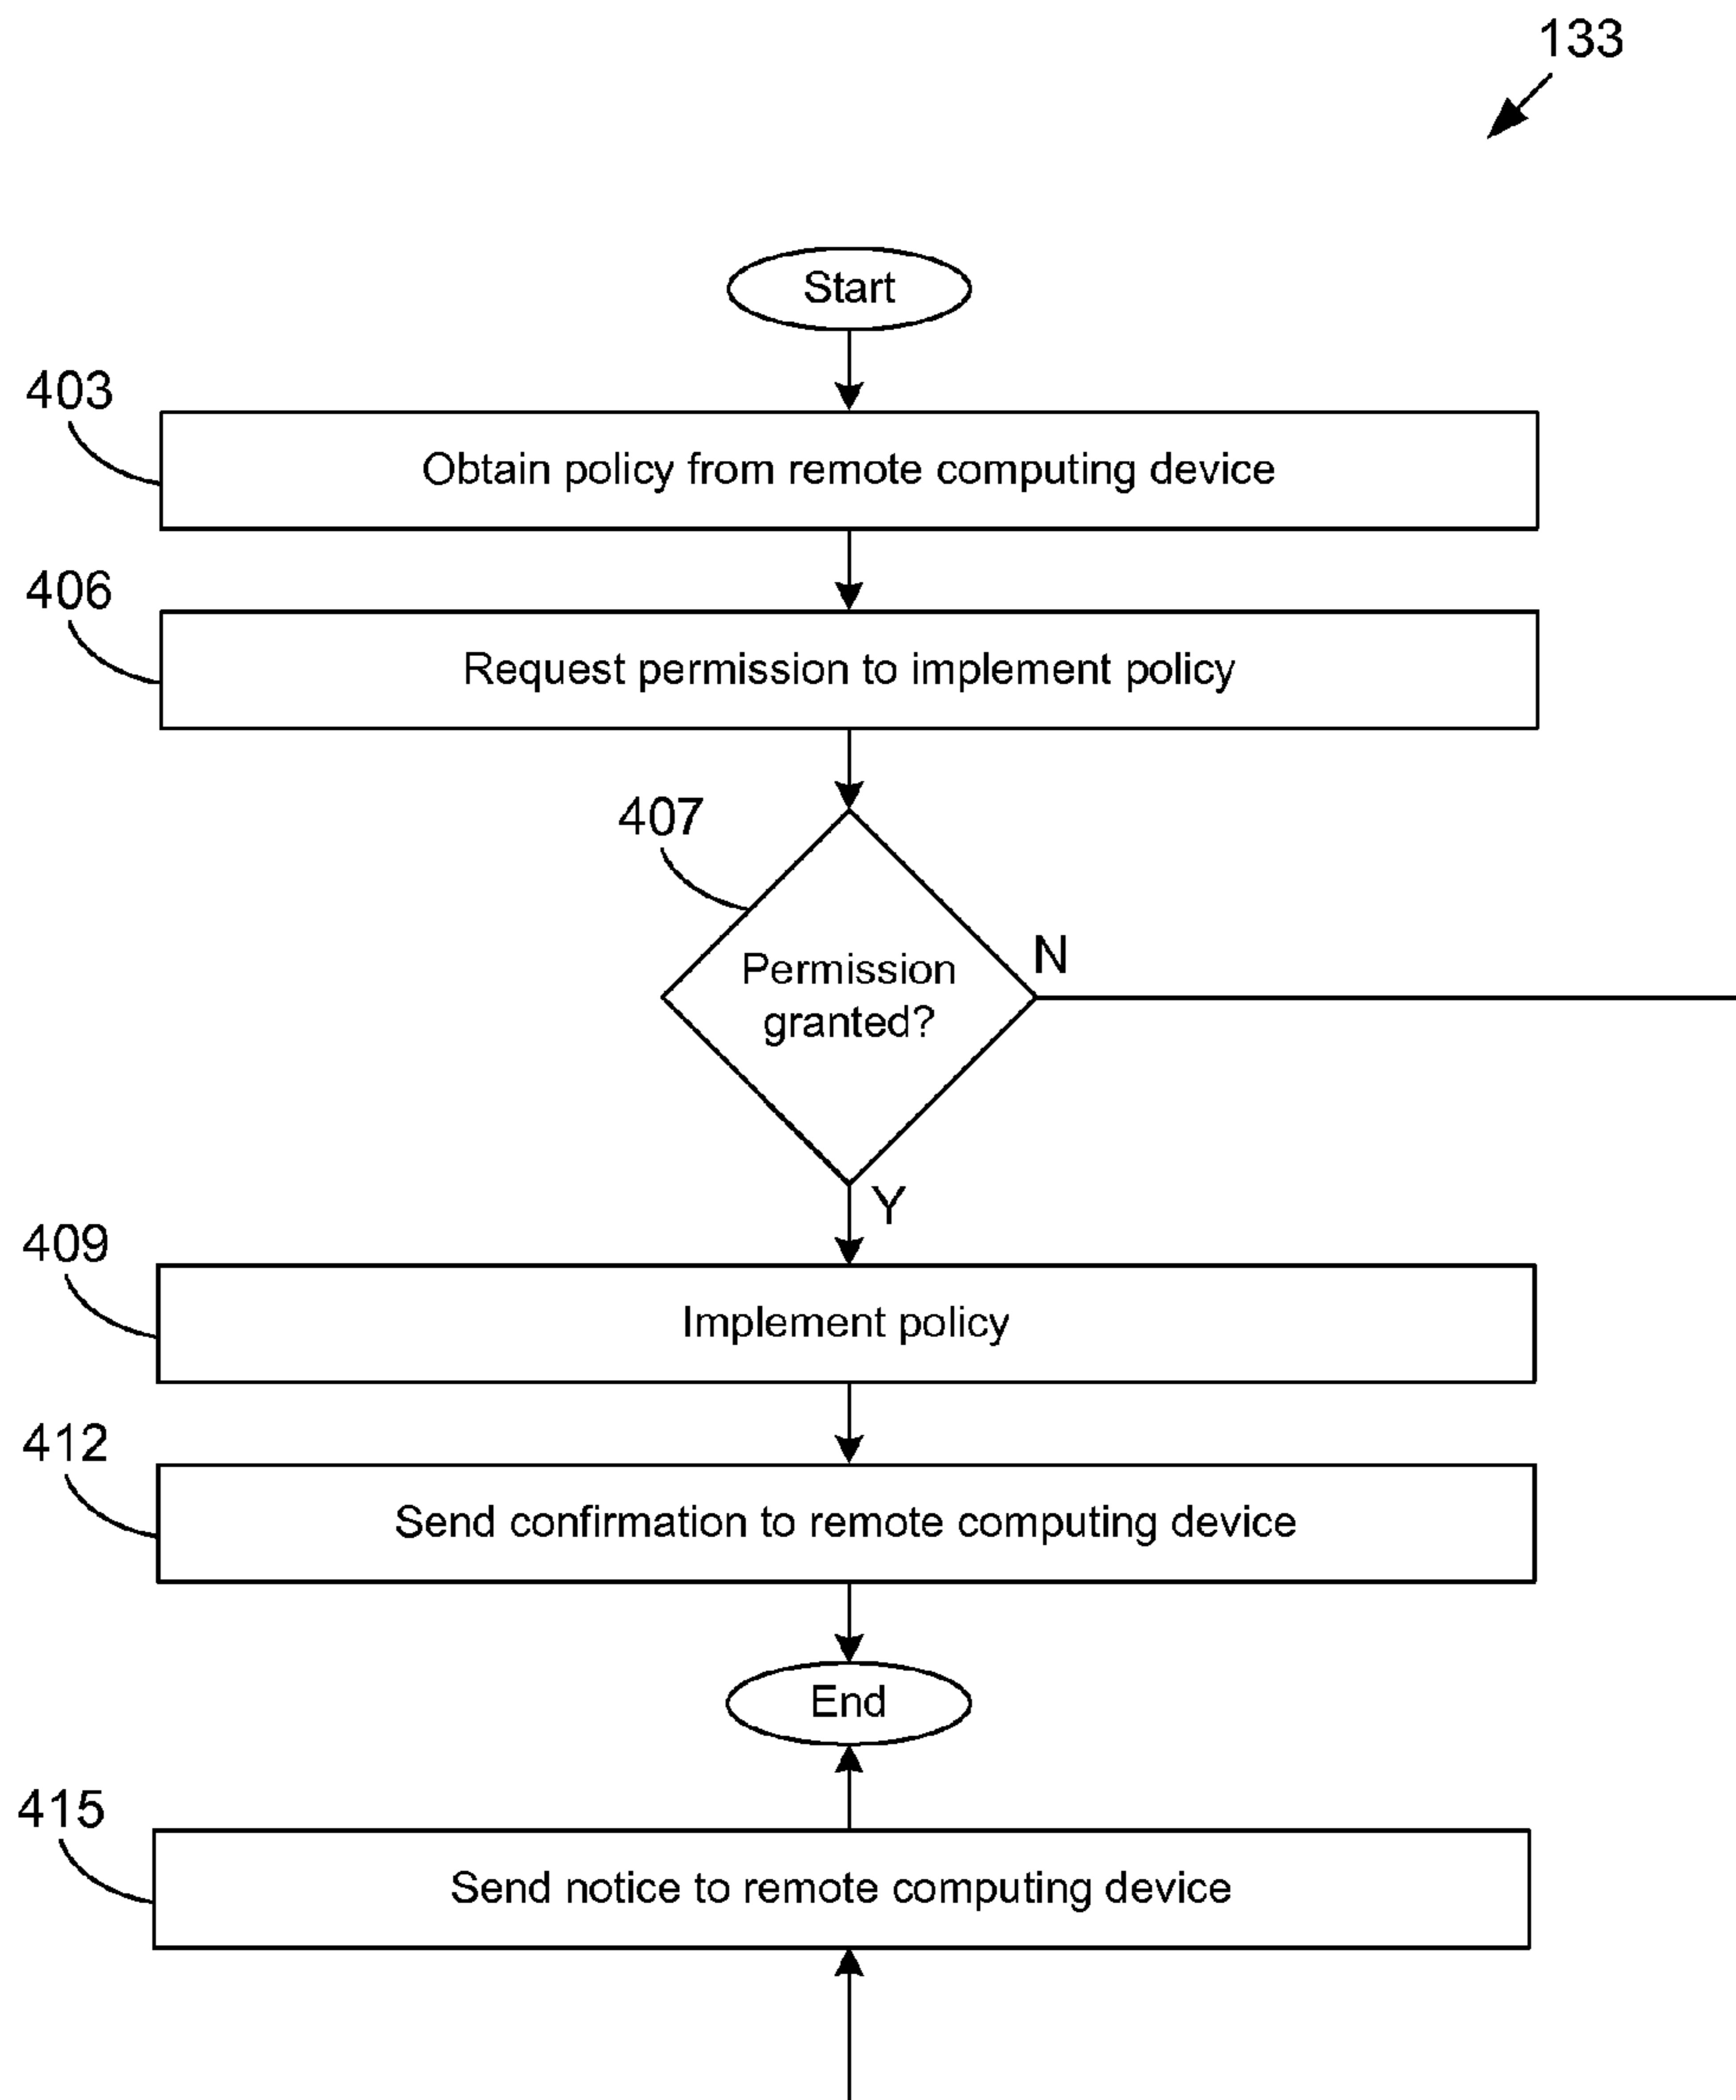 133
Start
403
Obtain policy from remote computing device
406
Request permission to implement policy
407
Permission
granted?
N
Y
409
Implement policy
412
Send confirmation to remote computing device
End
415
Send notice to remote computing device